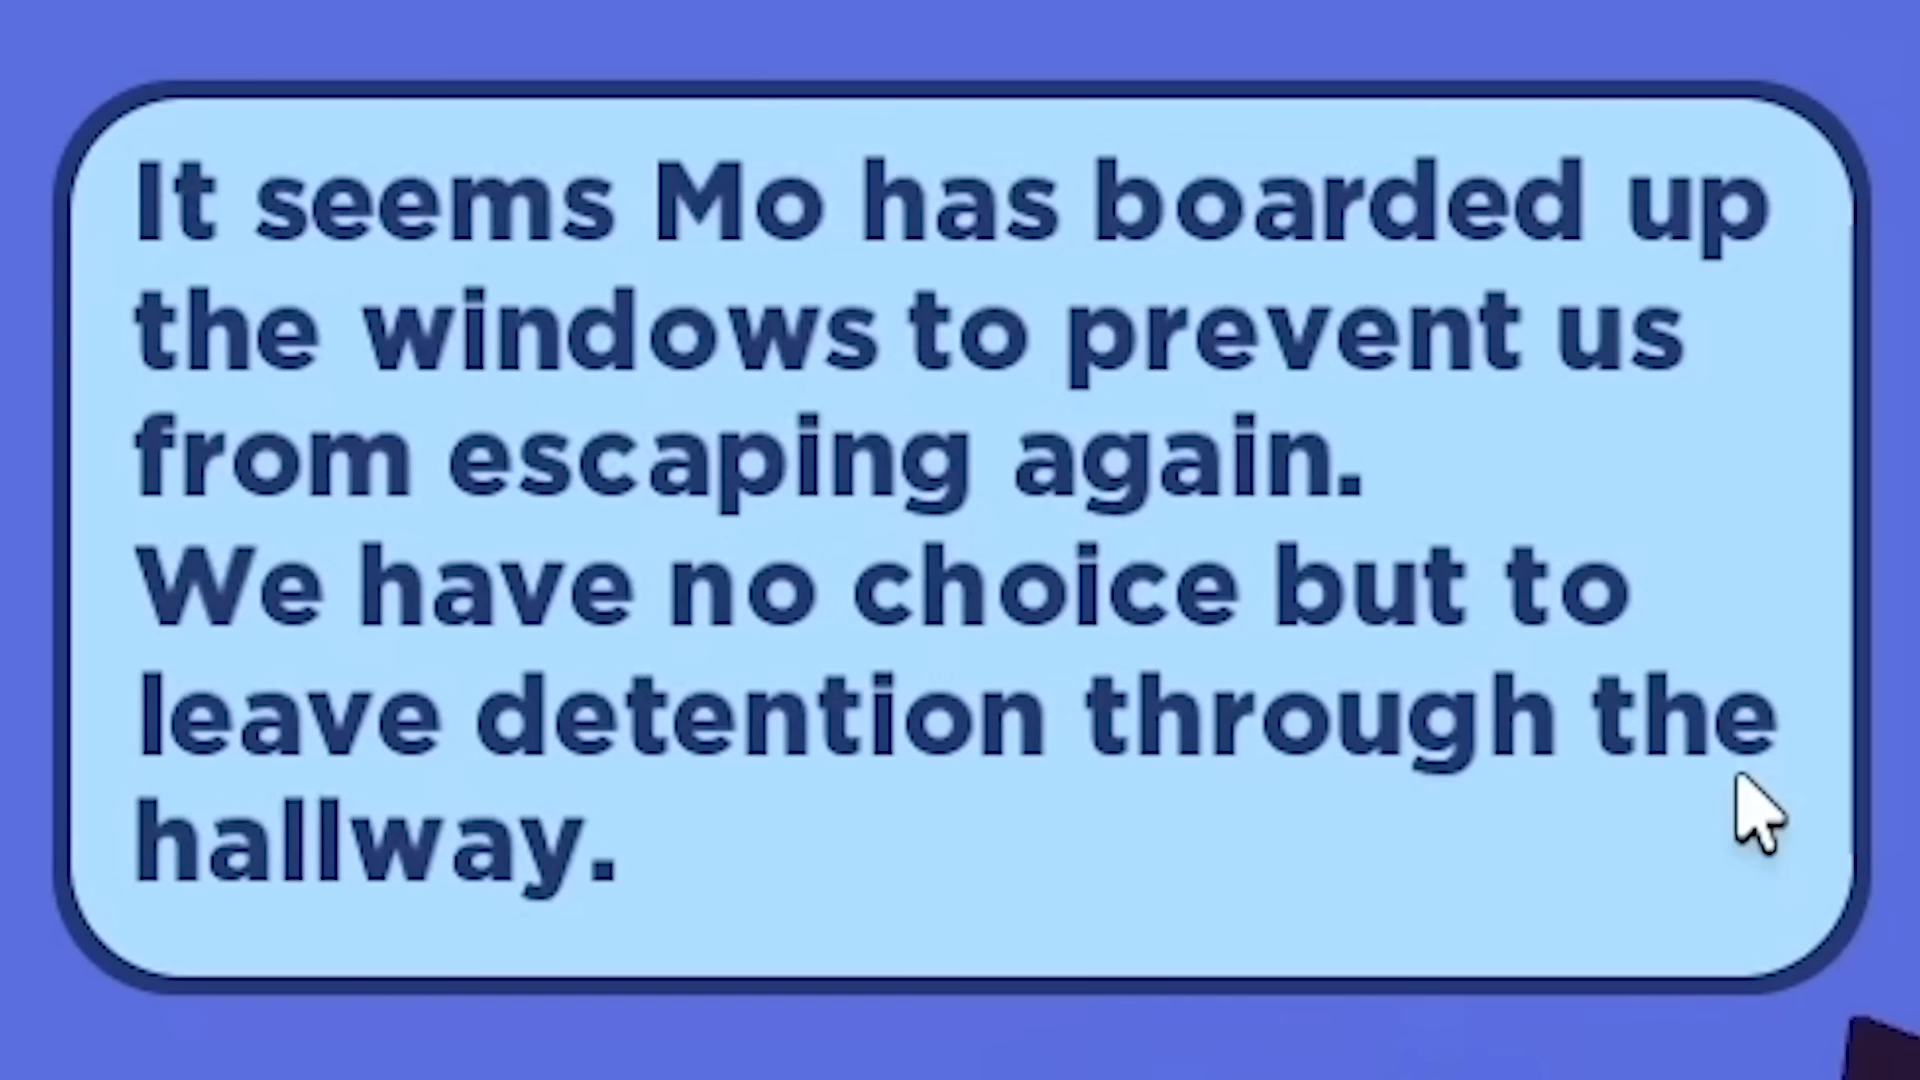 It seems Mo has boarded up
the windows to prevent us
from escaping again.
We have no choice but to
leave detention through the
hallway.